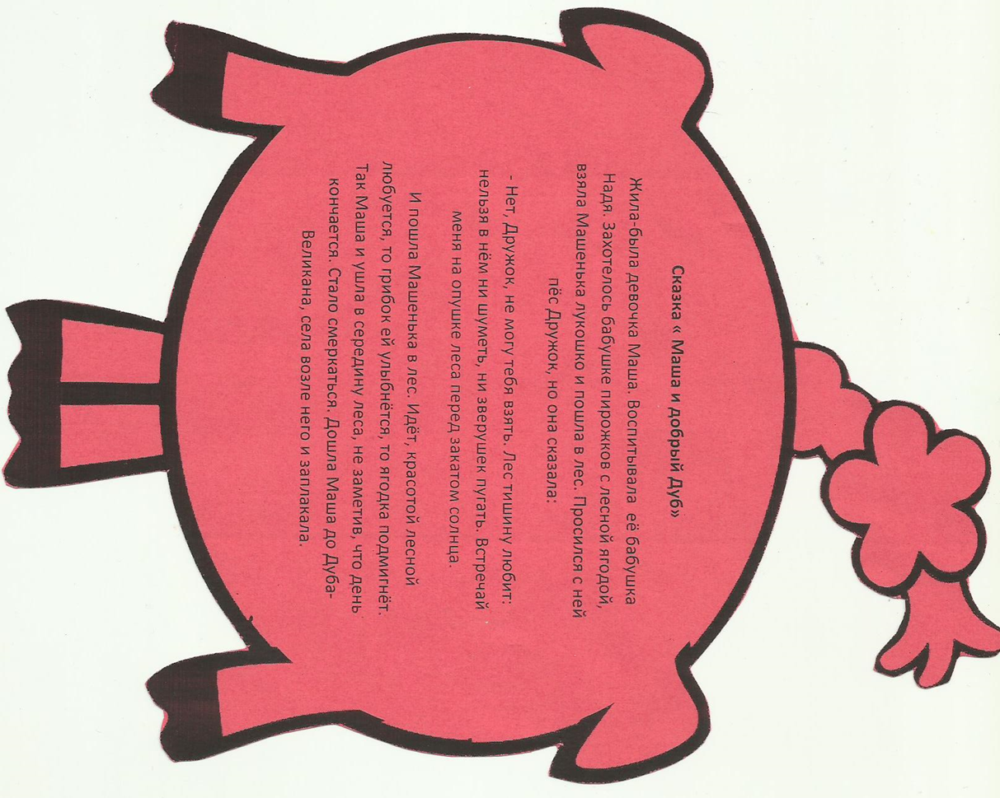 Сказка « Маша и добрый Дуб»
Жила-была девочка Маша. Воспитывала её бабушка
Надя. Захотелось бабушке пирожков с лесной ягодой,
взяла Машенька лукошко и пошла в лес. Просился с ней
пёс Дружок, но она сказала:
- Нет, Дружок, не могу тебя взять. Лес тишину любит:
нельзя в нём ни шуметь, ни зверушек пугать. Встречай
меня на опушке леса перед закатом солнца.
И пошла Машенька в лес. Идёт, красотой лесной
любуется, то грибок ей улыбнётся, то ягодка подмигнёт.
Так Маша и ушла в середину леса, не заметив, что день
кончается. Стало смеркаться. Дошла Маша до Дуба-
Великана, села возле него и заплакала.